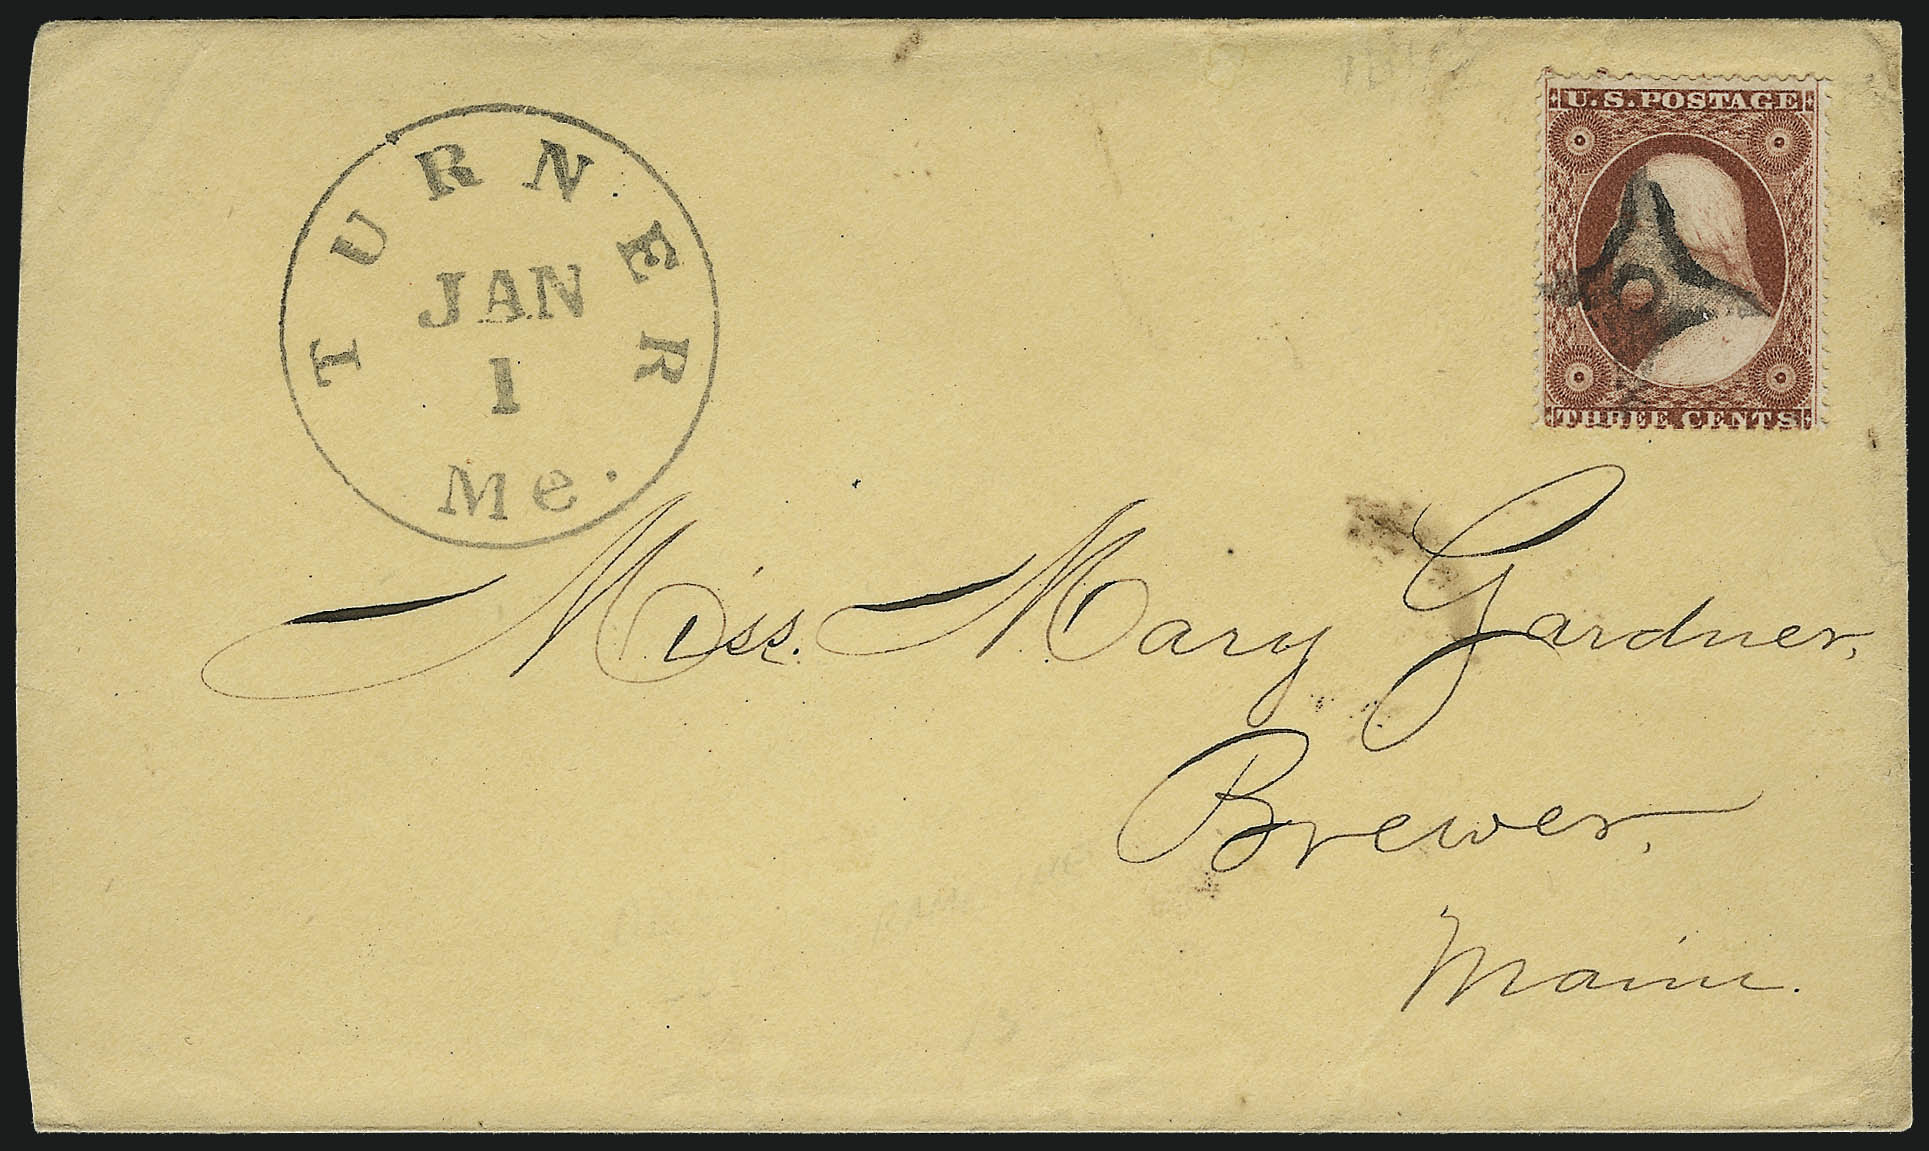 TURNER
JAN
1
Me.
U.S. POSTAGE
THREE CENTS
Miss. Mary Gardner,
Brewer,
Maine.